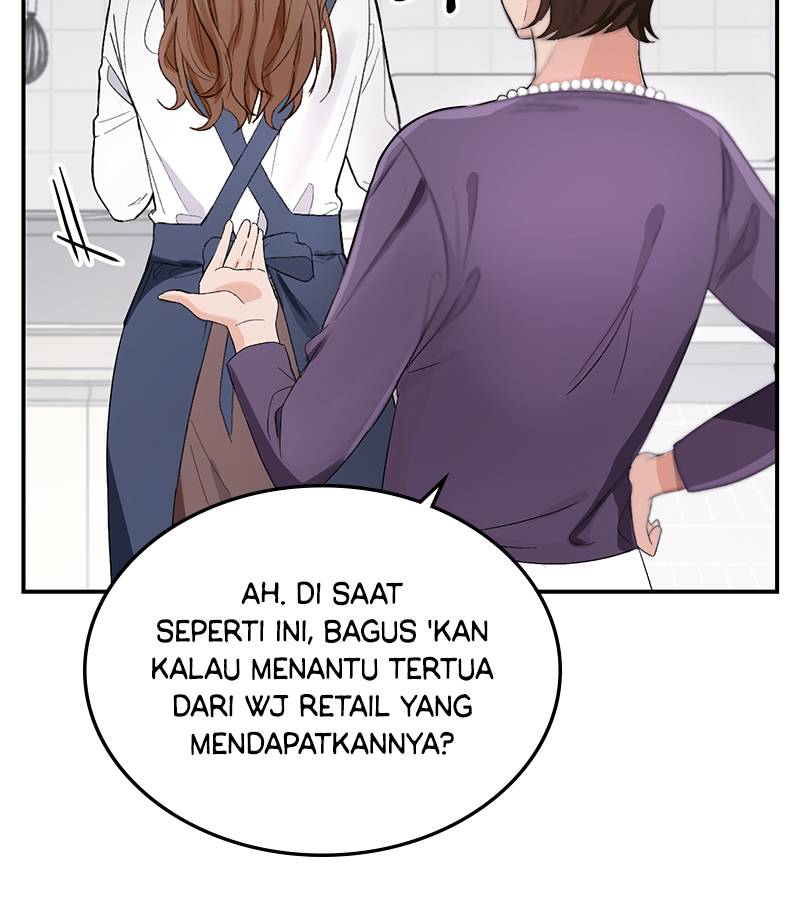 AH. DI SAAT
SEPERTI INI, BAGUS 'KAN
KALAU MENANTU TERTUA
DARI WJ RETAIL YANG
MENDAPATKANNYA?